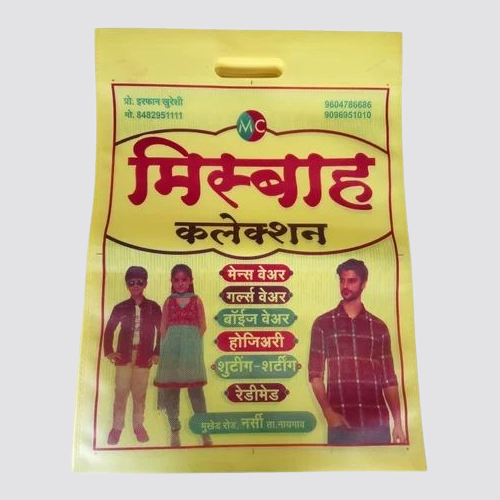 प्रो. इरफान खुरेशी
मो. 8482951111
9604786686
9096951010
MC
मिस्बाह
कलेक्शन
मेन्स वेअर
गर्ल्स वेअर
बॉईज वेअर
होजिअरी
शुटींग-शर्टींग
रेडीमेड
मुखेड रोड, नर्सी ता.नायगाव